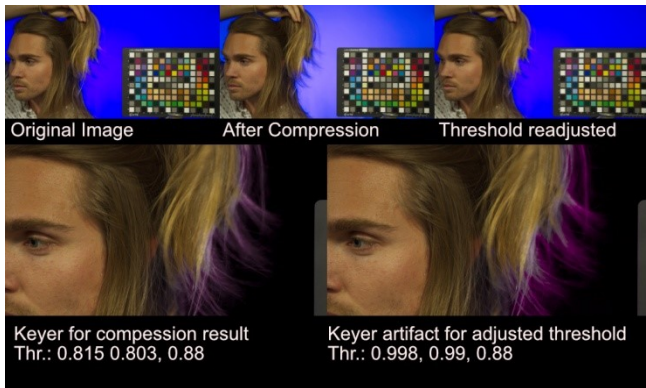 Original Image
After Compression
Threshold readjusted
Keyer for compession result
Thr.: 0.815 0.803, 0.88
Keyer artifact for adjusted threshold
Thr.: 0.998, 0.99, 0.88